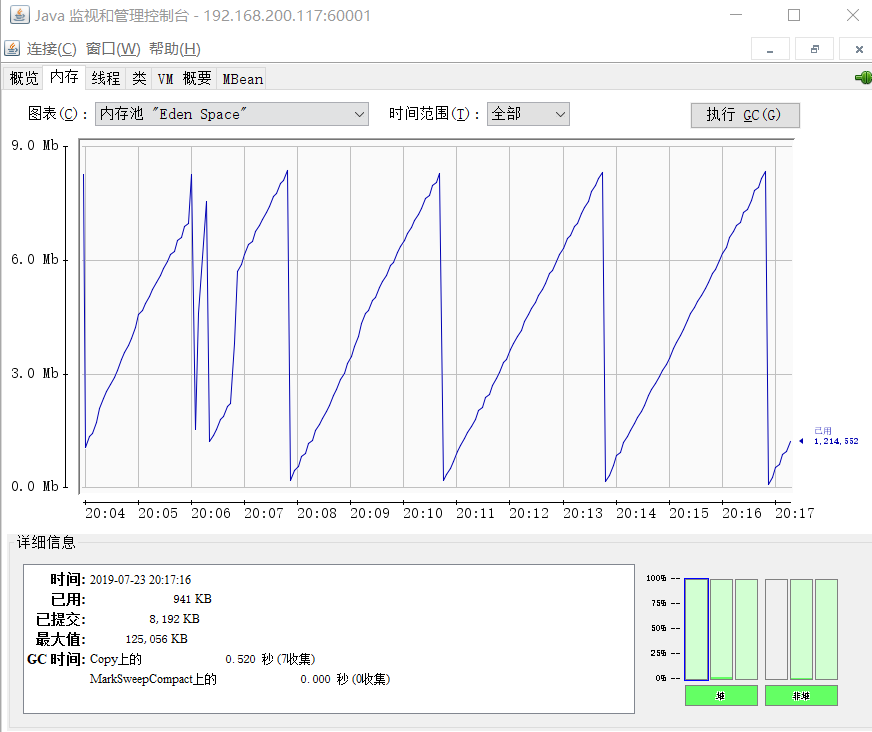 Java 监视和管理控制台 - 192.168.200.117:60001
连接(C) 窗口(W) 帮助(H)
概览 内存 线程 类 VM 概要 MBean
图表(C): 内存池 "Eden Space" 时间范围(T): 全部 执行 GC(G)
9.0 Mb
6.0 Mb
3.0 Mb
0.0 Mb
已用
1,214,552
20:04 20:05 20:06 20:07 20:08 20:09 20:10 20:11 20:12 20:13 20:14 20:15 20:16 20:17
详细信息
时间: 2019-07-23 20:17:16
已用: 941 KB
已提交: 8,192 KB
最大值: 125,056 KB
GC 时间: Copy上的 0.520 秒 (7收集)
MarkSweepCompact上的 0.000 秒 (0收集)
100% --
75% --
50% --
25% --
0% --
堆 非堆